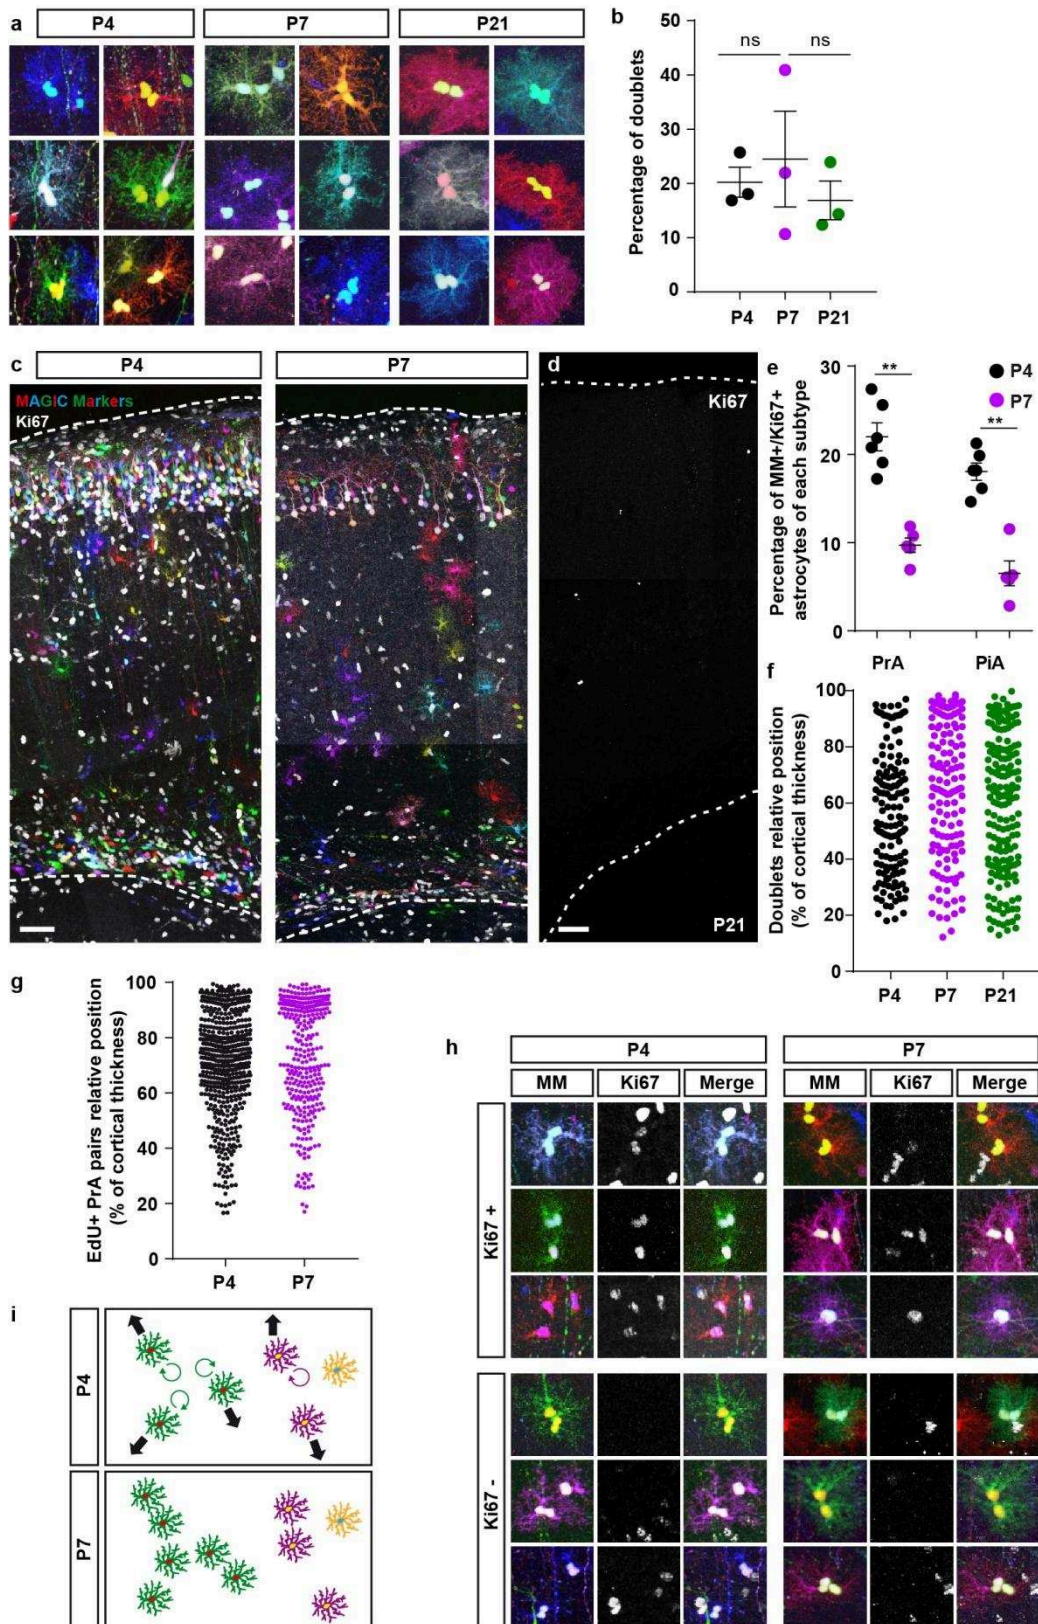 a
P4
P7
P21
b
Percentage of doublets
50
40
30
20
10
0
ns
ns
P4
P7
P21
c
P4
P7
MAGIC Markers
Ki67
d
Ki67
P21
e
Percentage of MM+/Ki67+
astrocytes of each subtype
30
20
10
0
**
**
P4
P7
PrA
PiA
f
Doublets relative position
(% of cortical thickness)
100
80
60
40
20
0
P4
P7
P21
g
EdU+ PrA pairs relative position
(% of cortical thickness)
100
80
60
40
20
0
P4
P7
h
P4
P7
MM
Ki67
Merge
MM
Ki67
Merge
Ki67 +
Ki67 -
i
P4
P7